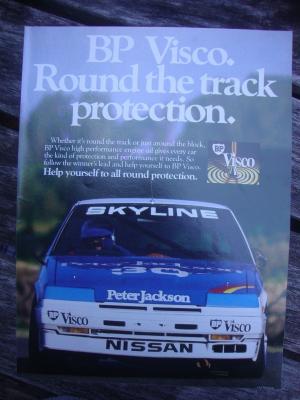 BP Visco.
Round the track
protection.
Whether it's round the track or just around the block,
BP Visco high performance engine oil gives every car
the kind of protection and performance it needs. So
follow the winner's lead and help yourself to BP Visco.
Help yourself to all round protection.
BP
Visco
SKYLINE
30
Peter Jackson
BP Visco
BP Visco
NISSAN